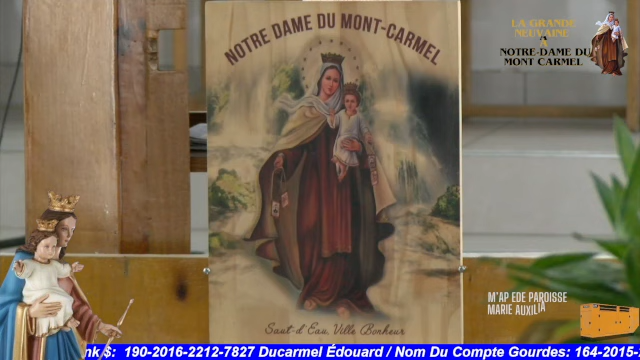 NOTRE DAME DU MONT-CARMEL
LA GRANDE
NEUVAINE
À
NOTRE-DAME DU
MONT CARMEL
Saut-d'Eau, Ville Bonheur
M'AP EDE PAROISSE
MARIE AUXILIA
nk $: 190-2016-2212-7827 Ducarmel Édouard / Nom Du Compte Gourdes: 164-2015